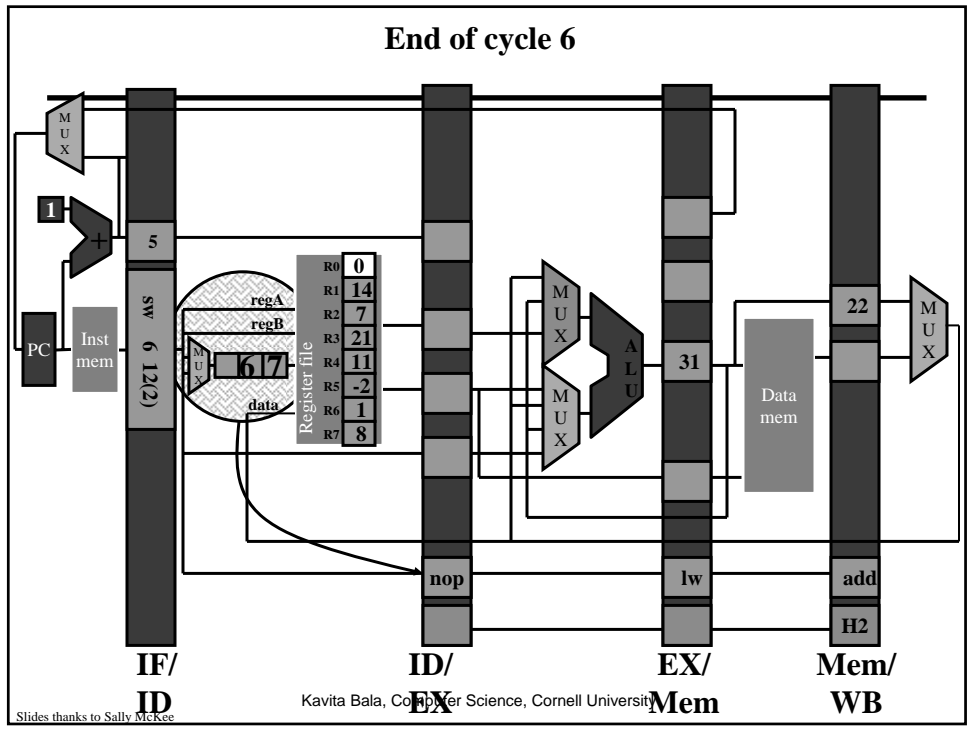 End of cycle 6
M
U
X
1
+
5
PC
Inst
mem
sw 6 12(2)
regA
regB
M
U
X
6 7
data
Register file
R0 0
R1 14
R2 7
R3 21
R4 11
R5 -2
R6 1
R7 8
M
U
X
M
U
X
A
L
U
31
Data
mem
22
M
U
X
nop
lw
add
H2
IF/
ID
ID/
EX
EX/
Mem
Mem/
WB
Kavita Bala, Computer Science, Cornell University
Slides thanks to Sally McKee